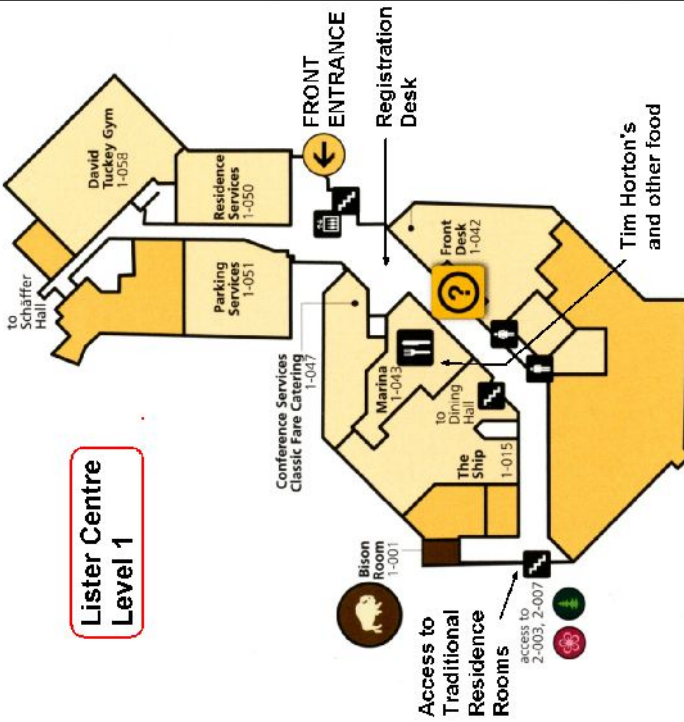 Lister Centre
Level 1
to
Schäffer
Hall
David
Tuckey Gym
1-058
Residence
Services
1-050
Parking
Services
1-051
FRONT
ENTRANCE
Registration
Desk
Conference Services
Classic Fare Catering
1-047
Marina
1-043
Front
Desk
1-042
?
to
Dining
Hall
The
Ship
1-015
Tim Horton's
and other food
Bison
Room
1-001
Access to
Traditional
Residence
Rooms
access to
2-003, 2-007